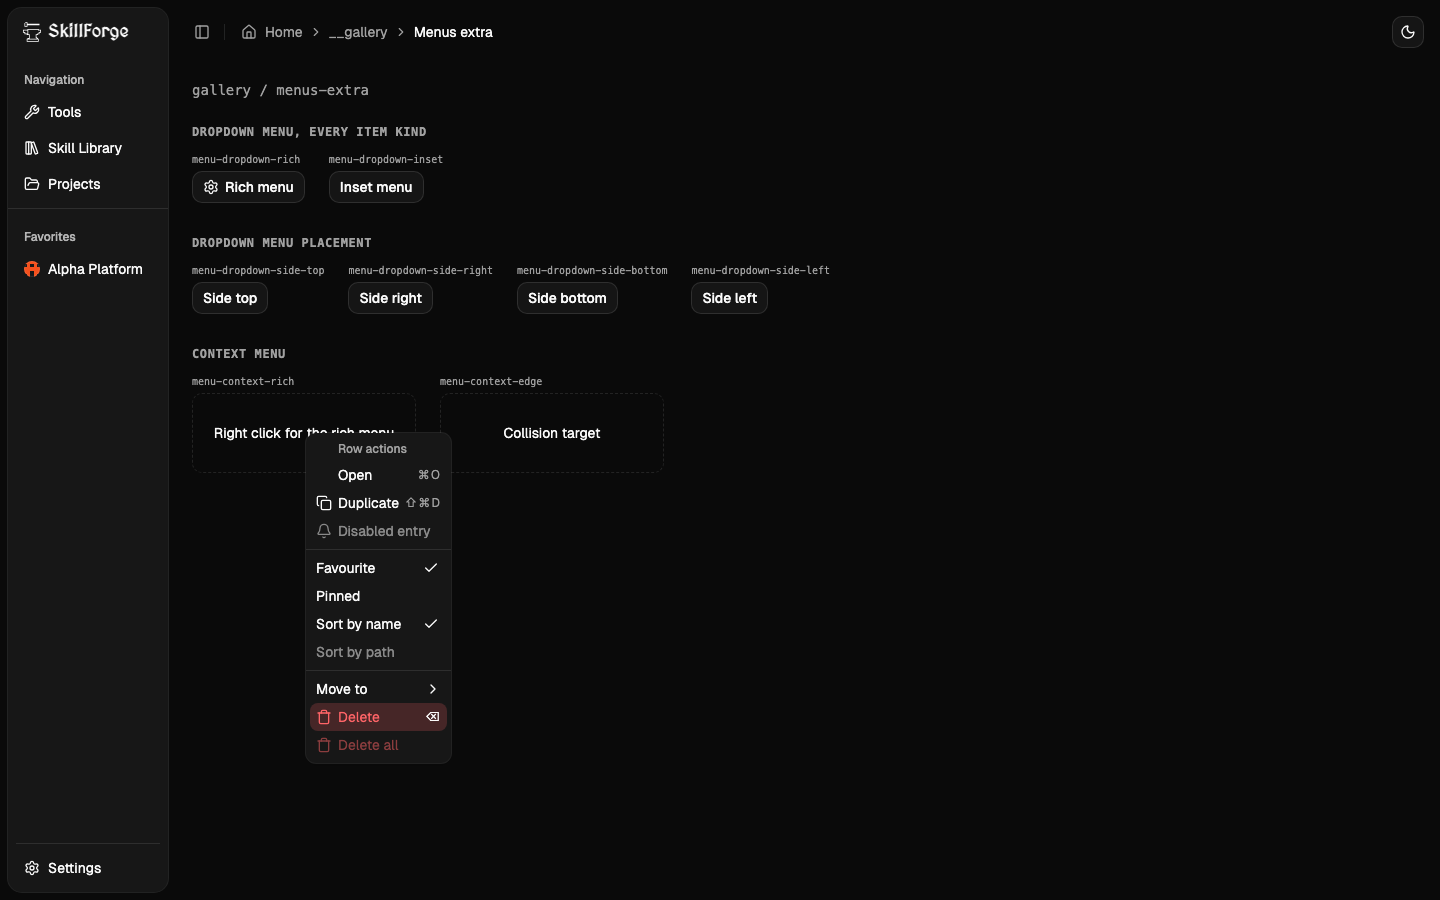 SkillForge
Home
__gallery
Menus extra
Navigation
Tools
Skill Library
Projects
Favorites
Alpha Platform
Settings
gallery / menus-extra
DROPDOWN MENU, EVERY ITEM KIND
menu-dropdown-rich
menu-dropdown-inset
Rich menu
Inset menu
DROPDOWN MENU PLACEMENT
menu-dropdown-side-top
menu-dropdown-side-right
menu-dropdown-side-bottom
menu-dropdown-side-left
Side top
Side right
Side bottom
Side left
CONTEXT MENU
menu-context-rich
menu-context-edge
Right click for the rich menu
Collision target
Row actions
Open ⌘O
Duplicate ⇧⌘D
Disabled entry
Favourite
Pinned
Sort by name
Sort by path
Move to
Delete ⌫
Delete all